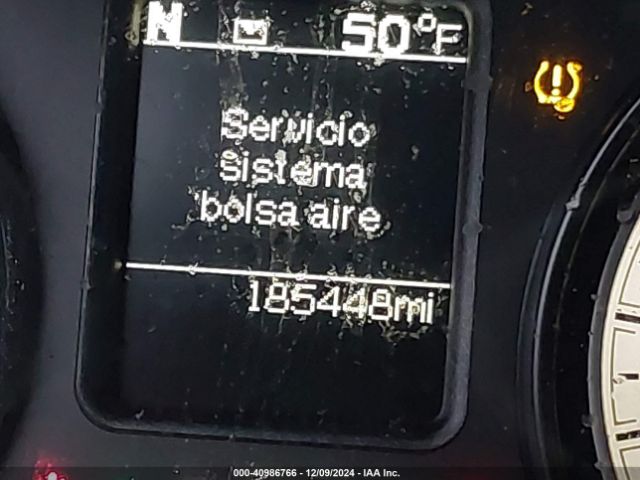 N 50°F
Servicio
sistema
bolsa aire
185448mi
000-40986766 - 12/09/2024 - IAA Inc.